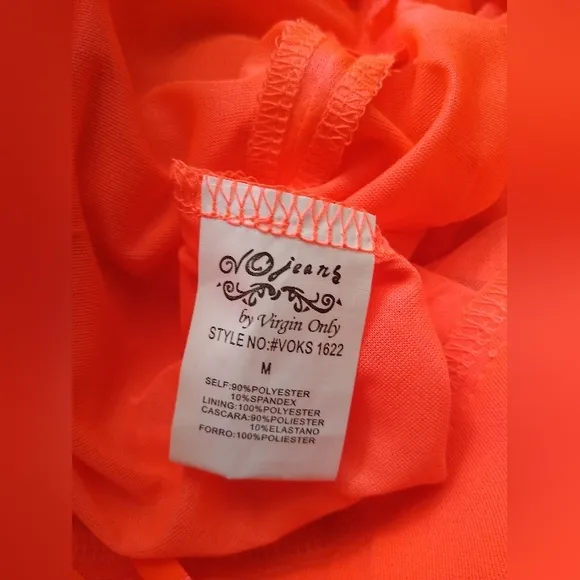 VOjeans
by Virgin Only
STYLE NO:#VOKS 1622
M
SELF:90%POLYESTER
10%SPANDEX
LINING:100%POLYESTER
CASCARA:90%POLIESTER
10%ELASTANO
FORRO:100%POLIESTER